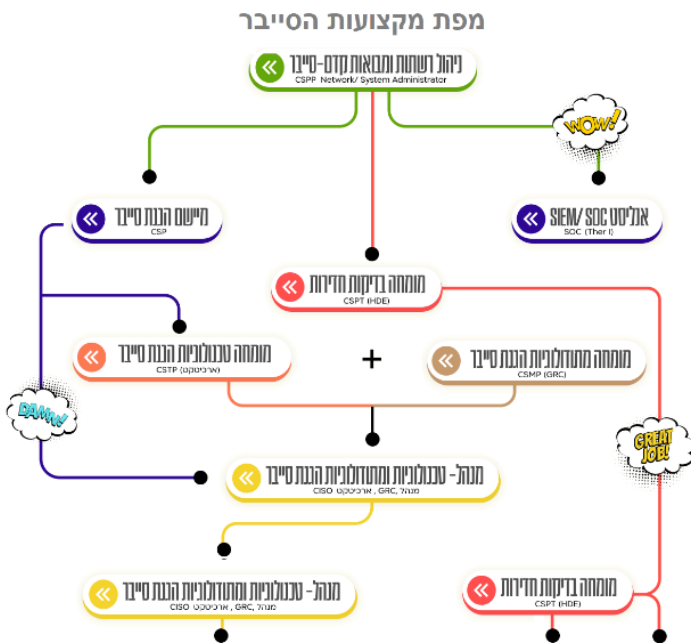 מפת מקצועות הסייבר
ניהול רשתות ומבואות קדם-סייבר
CSPP Network/ System Administrator
WOW!
מיישם הגנת סייבר
CSP
אנליסט SIEM/ SOC
SOC (Ther I)
מומחה בדיקות חדירות
CSPT (HDE)
מומחה טכנולוגיות הגנת סייבר
CSTP (ארכיטקט)
+
מומחה מתודולוגיות הגנת סייבר
CSMP (GRC)
DAMN!
GREAT
JOB!
מנהל- טכנולוגיות ומתודולוגיות הגנת סייבר
מנהל, GRC, ארכיטקט CISO
מנהל- טכנולוגיות ומתודולוגיות הגנת סייבר
מנהל, GRC, ארכיטקט CISO
מומחה בדיקות חדירות
CSPT (HDE)